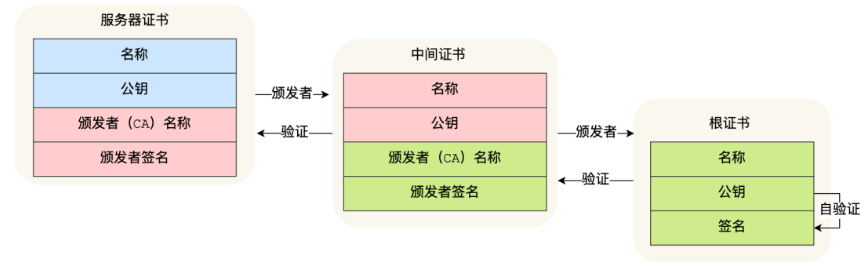 服务器证书
名称
公钥
颁发者（CA）名称
颁发者签名
颁发者
验证
中间证书
名称
公钥
颁发者（CA）名称
颁发者签名
颁发者
验证
根证书
名称
公钥
签名
自验证